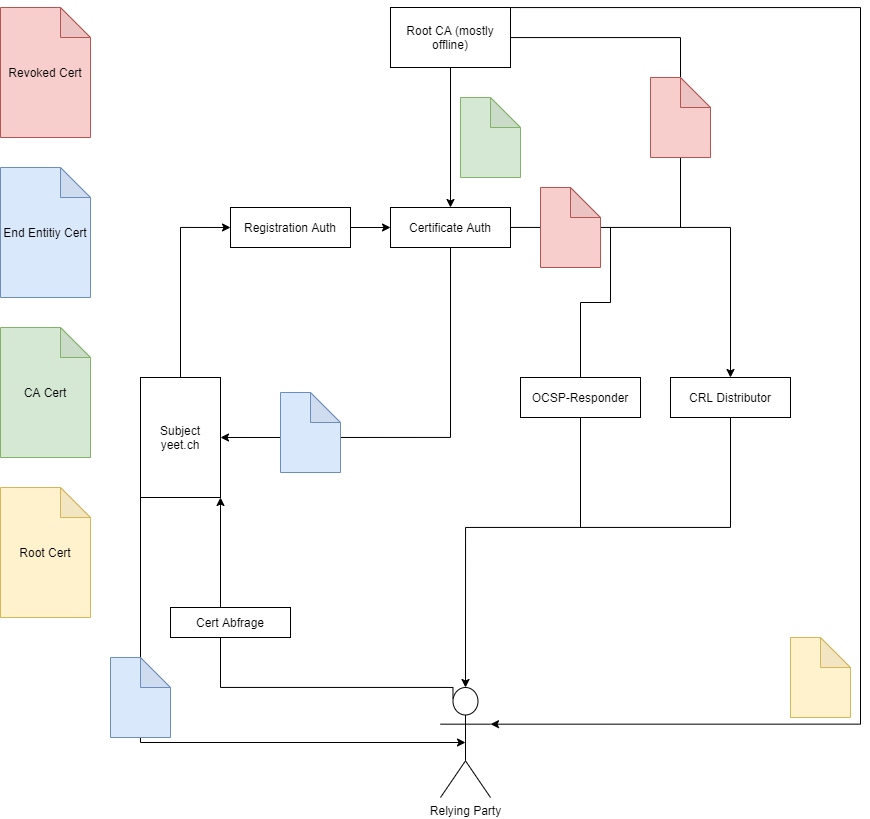 Root CA (mostly
offline)
Revoked Cert
End Entitiy Cert
Registration Auth
Certificate Auth
CA Cert
OCSP-Responder
CRL Distributor
Subject
yeet.ch
Root Cert
Cert Abfrage
Relying Party